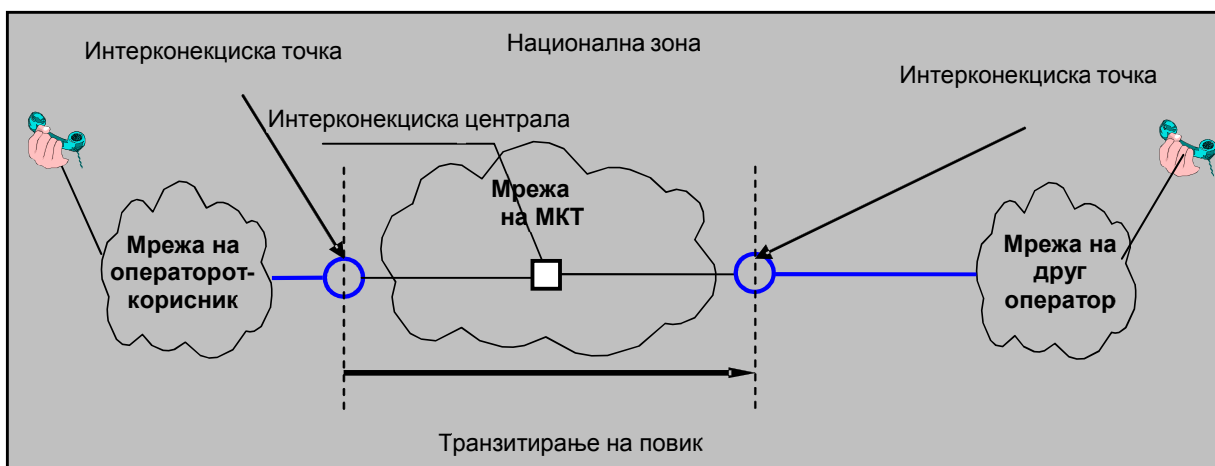 Национална зона
Интерконекциска точка
Интерконекциска точка
Интерконекциска централа
Мрежа
на МКТ
Мрежа на
операторот-
корисник
Мрежа на
друг
оператор
Транзитирање на повик